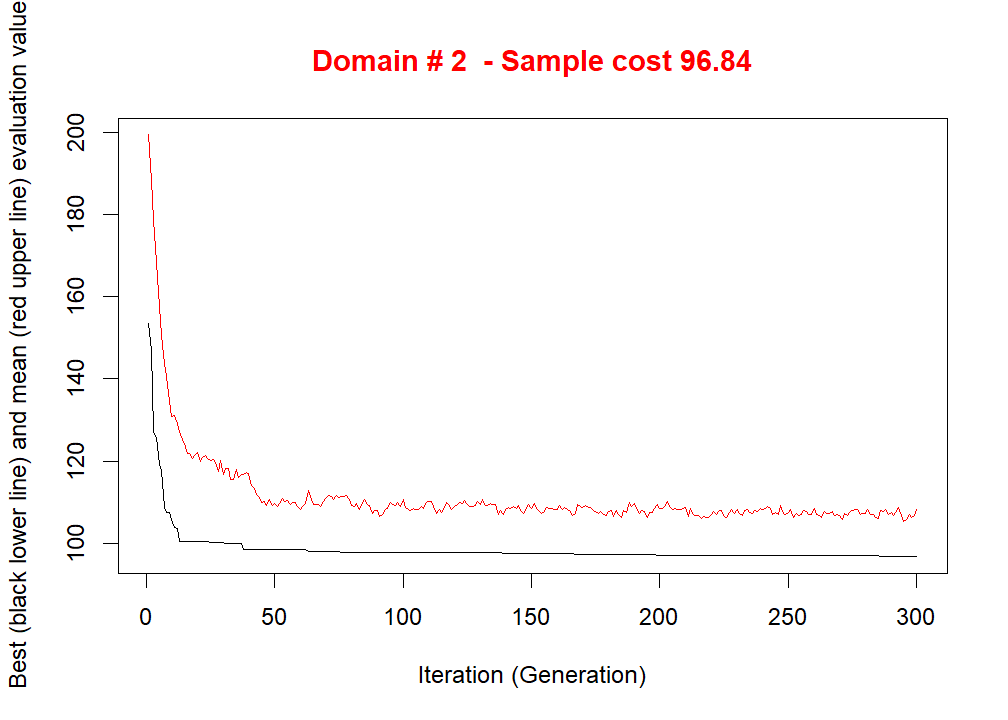 Domain # 2  - Sample cost 96.84
Best (black lower line) and mean (red upper line) evaluation value
200
180
160
140
120
100
0 50 100 150 200 250 300
Iteration (Generation)